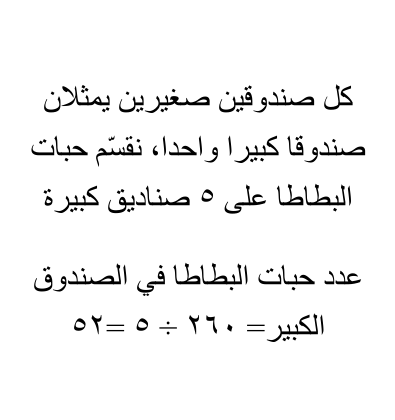 كل صندوقين صغيرين يمثلان
صندوقا كبيرا واحدا، نقسّم حبات
البطاطا على ٥ صناديق كبيرة
عدد حبات البطاطا في الصندوق
الكبير= ٢٦٠ ÷ ٥ =٥٢